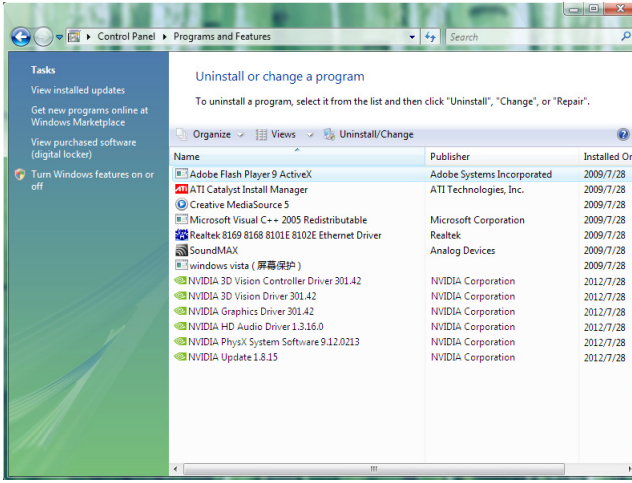 Control Panel Programs and Features Search
Tasks
View installed updates
Get new programs online at
Windows Marketplace
View purchased software
(digital locker)
Turn Windows features on or
off
Uninstall or change a program
To uninstall a program, select it from the list and then click "Uninstall", "Change", or "Repair".
Organize Views Uninstall/Change
Name Publisher Installed On
Adobe Flash Player 9 ActiveX Adobe Systems Incorporated 2009/7/28
ATI Catalyst Install Manager ATI Technologies, Inc. 2009/7/28
Creative MediaSource 5 2009/7/28
Microsoft Visual C++ 2005 Redistributable Microsoft Corporation 2009/7/28
Realtek 8169 8168 8101E 8102E Ethernet Driver Realtek 2009/7/28
SoundMAX Analog Devices 2009/7/28
windows vista ( 屏幕保护 ) 2009/7/28
NVIDIA 3D Vision Controller Driver 301.42 NVIDIA Corporation 2012/7/28
NVIDIA 3D Vision Driver 301.42 NVIDIA Corporation 2012/7/28
NVIDIA Graphics Driver 301.42 NVIDIA Corporation 2012/7/28
NVIDIA HD Audio Driver 1.3.16.0 NVIDIA Corporation 2012/7/28
NVIDIA PhysX System Software 9.12.0213 NVIDIA Corporation 2012/7/28
NVIDIA Update 1.8.15 NVIDIA Corporation 2012/7/28